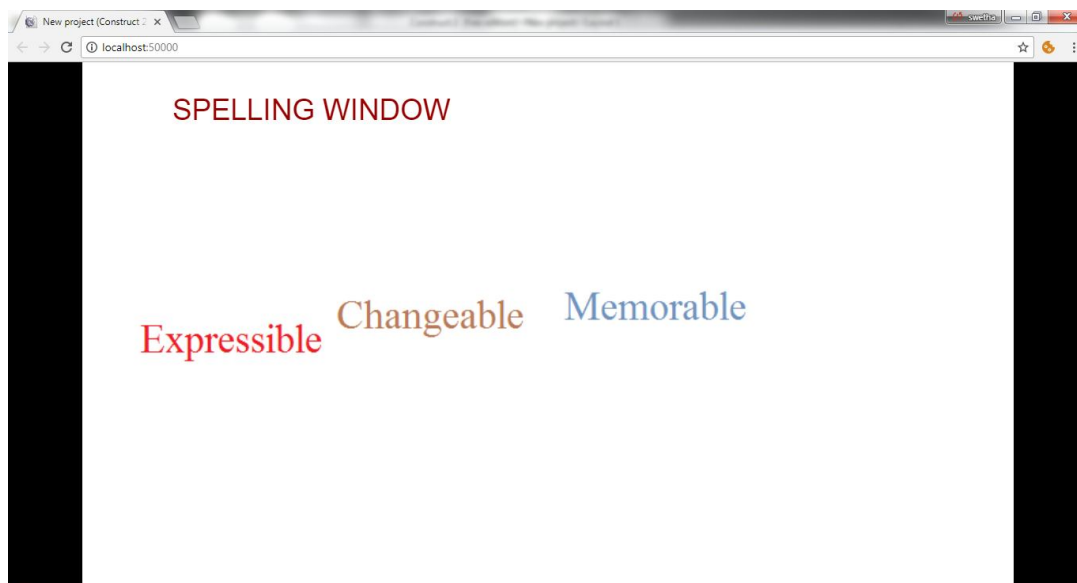 New project (Construct 2
swetha
localhost:50000
SPELLING WINDOW
Expressible
Changeable
Memorable